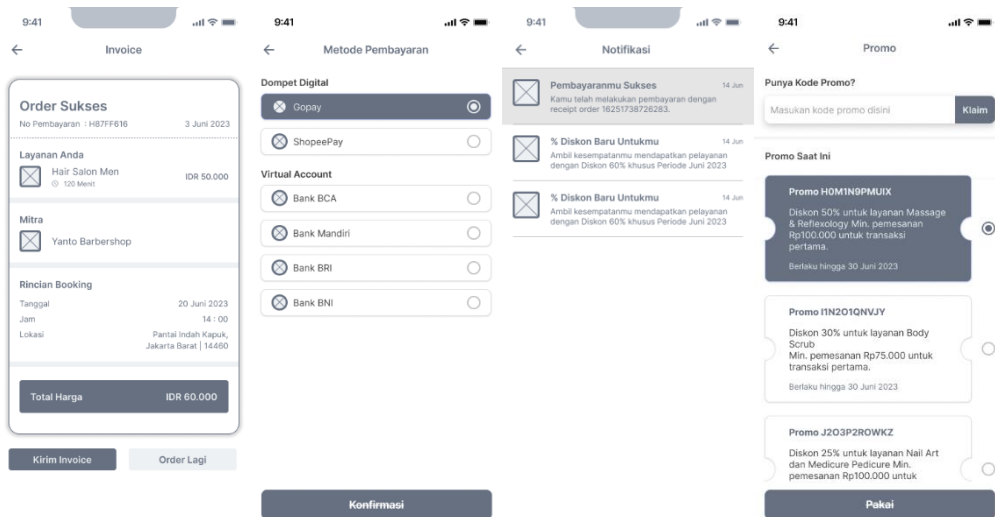 9:41
Invoice
Order Sukses
No Pembayaran : H87FF616 3 Juni 2023
Layanan Anda
Hair Salon Men
120 Menit
IDR 50.000
Mitra
Yanto Barbershop
Rincian Booking
Tanggal 20 Juni 2023
Jam 14 : 00
Lokasi Pantai Indah Kapuk,
Jakarta Barat | 14460
Total Harga IDR 60.000
Kirim Invoice Order Lagi
9:41
Metode Pembayaran
Dompet Digital
Gopay
ShopeePay
Virtual Account
Bank BCA
Bank Mandiri
Bank BRI
Bank BNI
Konfirmasi
9:41
Notifikasi
Pembayaranmu Sukses 14 Jun
Kamu telah melakukan pembayaran dengan
receipt order 16251738726283.
% Diskon Baru Untukmu 14 Jun
Ambil kesempatanmu mendapatkan pelayanan
dengan Diskon 60% khusus Periode Juni 2023
% Diskon Baru Untukmu 14 Jun
Ambil kesempatanmu mendapatkan pelayanan
dengan Diskon 60% khusus Periode Juni 2023
9:41
Promo
Punya Kode Promo?
Masukan kode promo disini Klaim
Promo Saat Ini
Promo H0M1N9PMUIX
Diskon 50% untuk layanan Massage
& Reflexology Min. pemesanan
Rp100.000 untuk transaksi
pertama.
Berlaku hingga 30 Juni 2023
Promo I1N2O1QNVJY
Diskon 30% untuk layanan Body
Scrub
Min. pemesanan Rp75.000 untuk
transaksi pertama.
Berlaku hingga 30 Juni 2023
Promo J2O3P2ROWKZ
Diskon 25% untuk layanan Nail Art
dan Medicure Pedicure Min.
pemesanan Rp100.000 untuk
Pakai